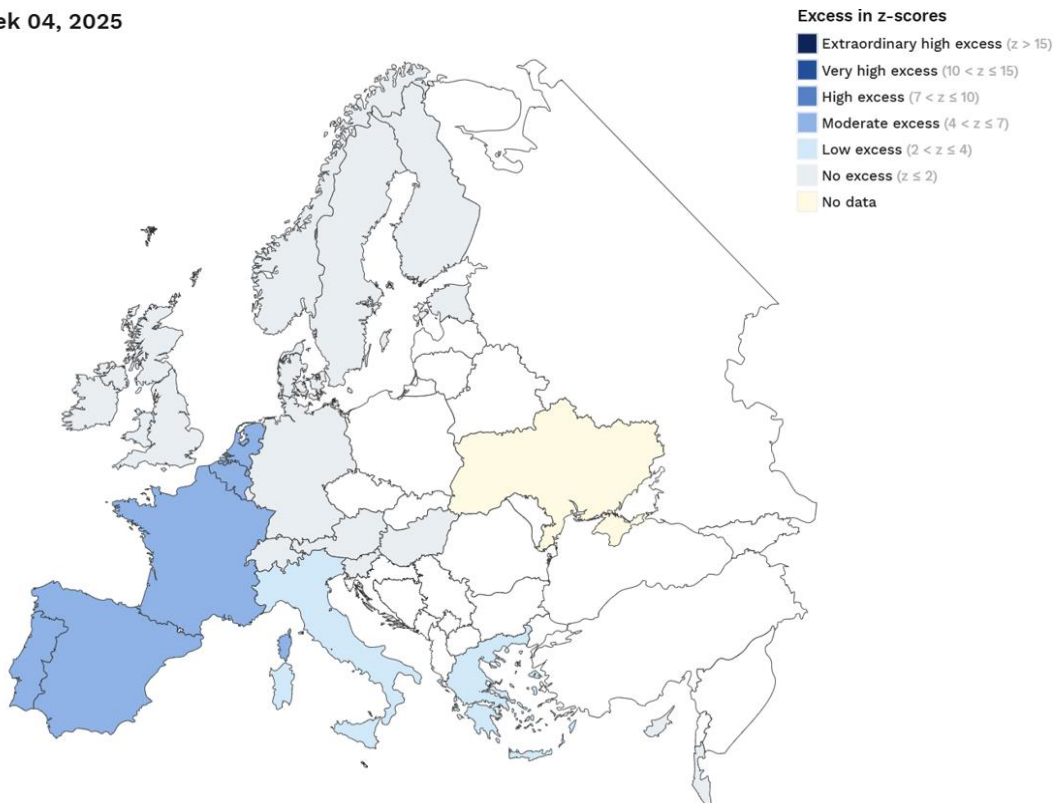 ek 04, 2025
Excess in z-scores
Extraordinary high excess (z > 15)
Very high excess (10 < z ≤ 15)
High excess (7 < z ≤ 10)
Moderate excess (4 < z ≤ 7)
Low excess (2 < z ≤ 4)
No excess (z ≤ 2)
No data